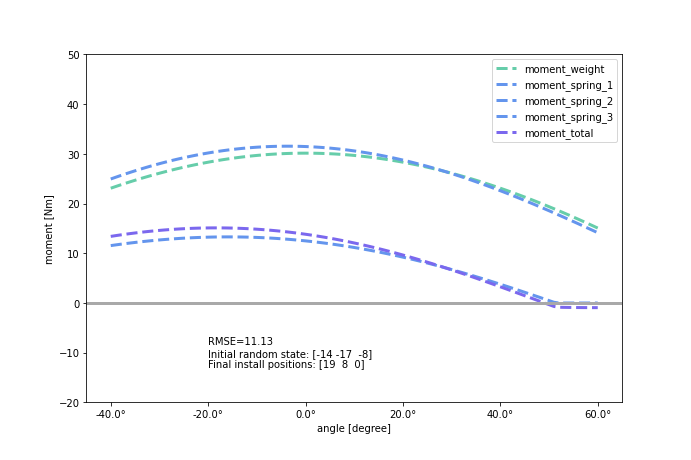 50
40
30
20
10
0
−10
−20
moment [Nm]
moment_weight
moment_spring_1
moment_spring_2
moment_spring_3
moment_total
RMSE=11.13
Initial random state: [-14 -17  -8]
Final install positions: [19  8  0]
-40.0° -20.0° 0.0° 20.0° 40.0° 60.0°
angle [degree]